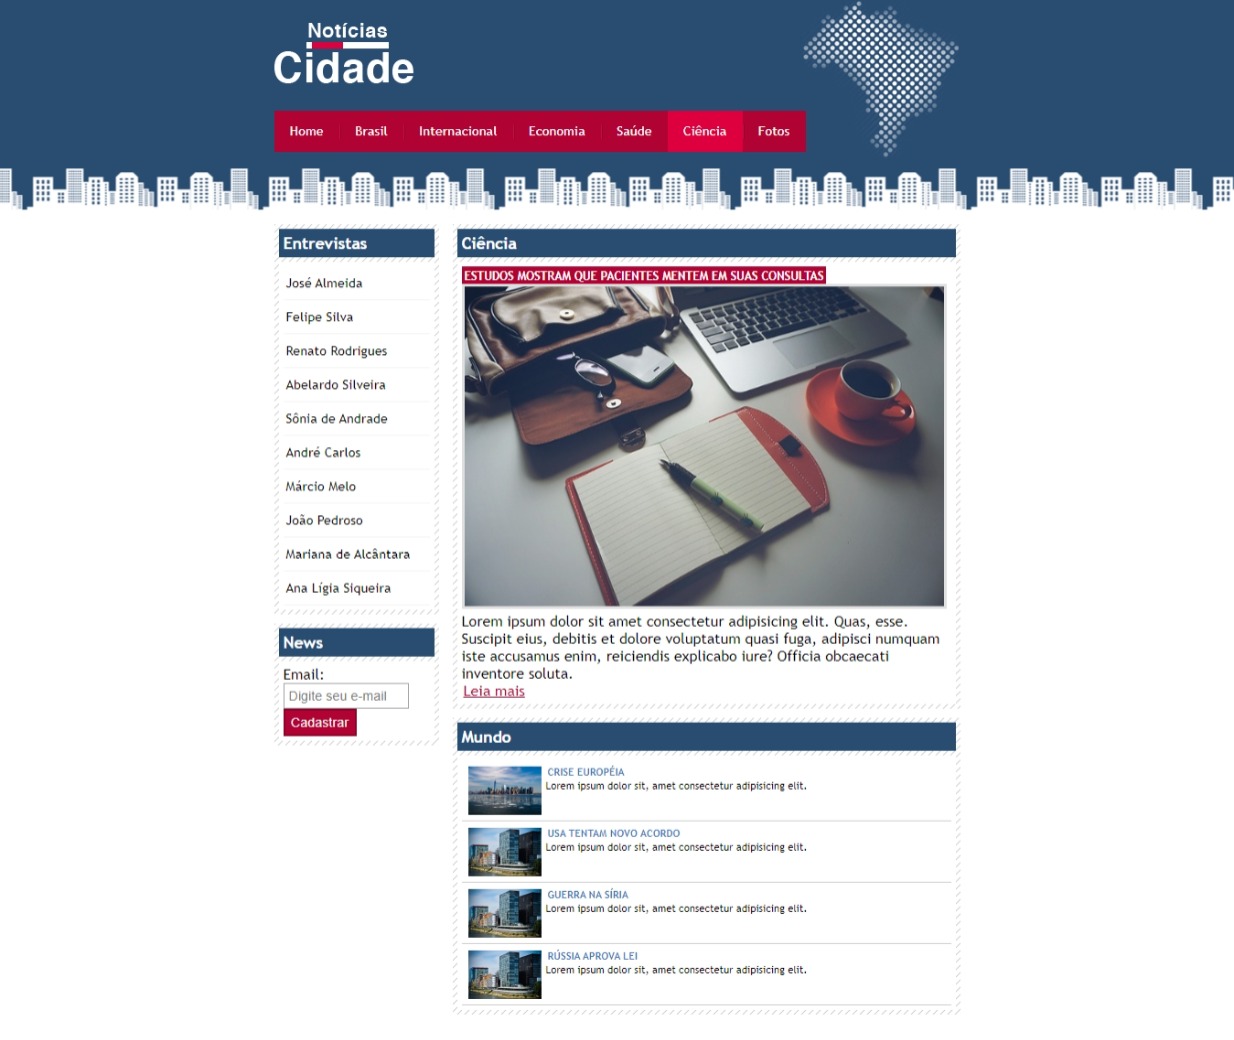 Notícias
Cidade
Home Brasil Internacional Economia Saúde Ciência Fotos
Entrevistas
José Almeida
Felipe Silva
Renato Rodrigues
Abelardo Silveira
Sônia de Andrade
André Carlos
Márcio Melo
João Pedroso
Mariana de Alcântara
Ana Lígia Siqueira
News
Email:
Digite seu e-mail
Cadastrar
Ciência
ESTUDOS MOSTRAM QUE PACIENTES MENTEM EM SUAS CONSULTAS
Lorem ipsum dolor sit amet consectetur adipisicing elit. Quas, esse.
Suscipit eius, debitis et dolore voluptatum quasi fuga, adipisci numquam
iste accusamus enim, reiciendis explicabo iure? Officia obcaecati
inventore soluta.
Leia mais
Mundo
CRISE EUROPÉIA
Lorem ipsum dolor sit, amet consectetur adipisicing elit.
USA TENTAM NOVO ACORDO
Lorem ipsum dolor sit, amet consectetur adipisicing elit.
GUERRA NA SÍRIA
Lorem ipsum dolor sit, amet consectetur adipisicing elit.
RÚSSIA APROVA LEI
Lorem ipsum dolor sit, amet consectetur adipisicing elit.